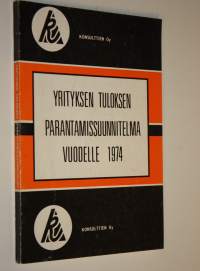 KONSULTTIEN Oy
YRITYKSEN TULOKSEN
PARANTAMISSUUNNITELMA
VUODELLE 1974
KONSULTTIEN Oy